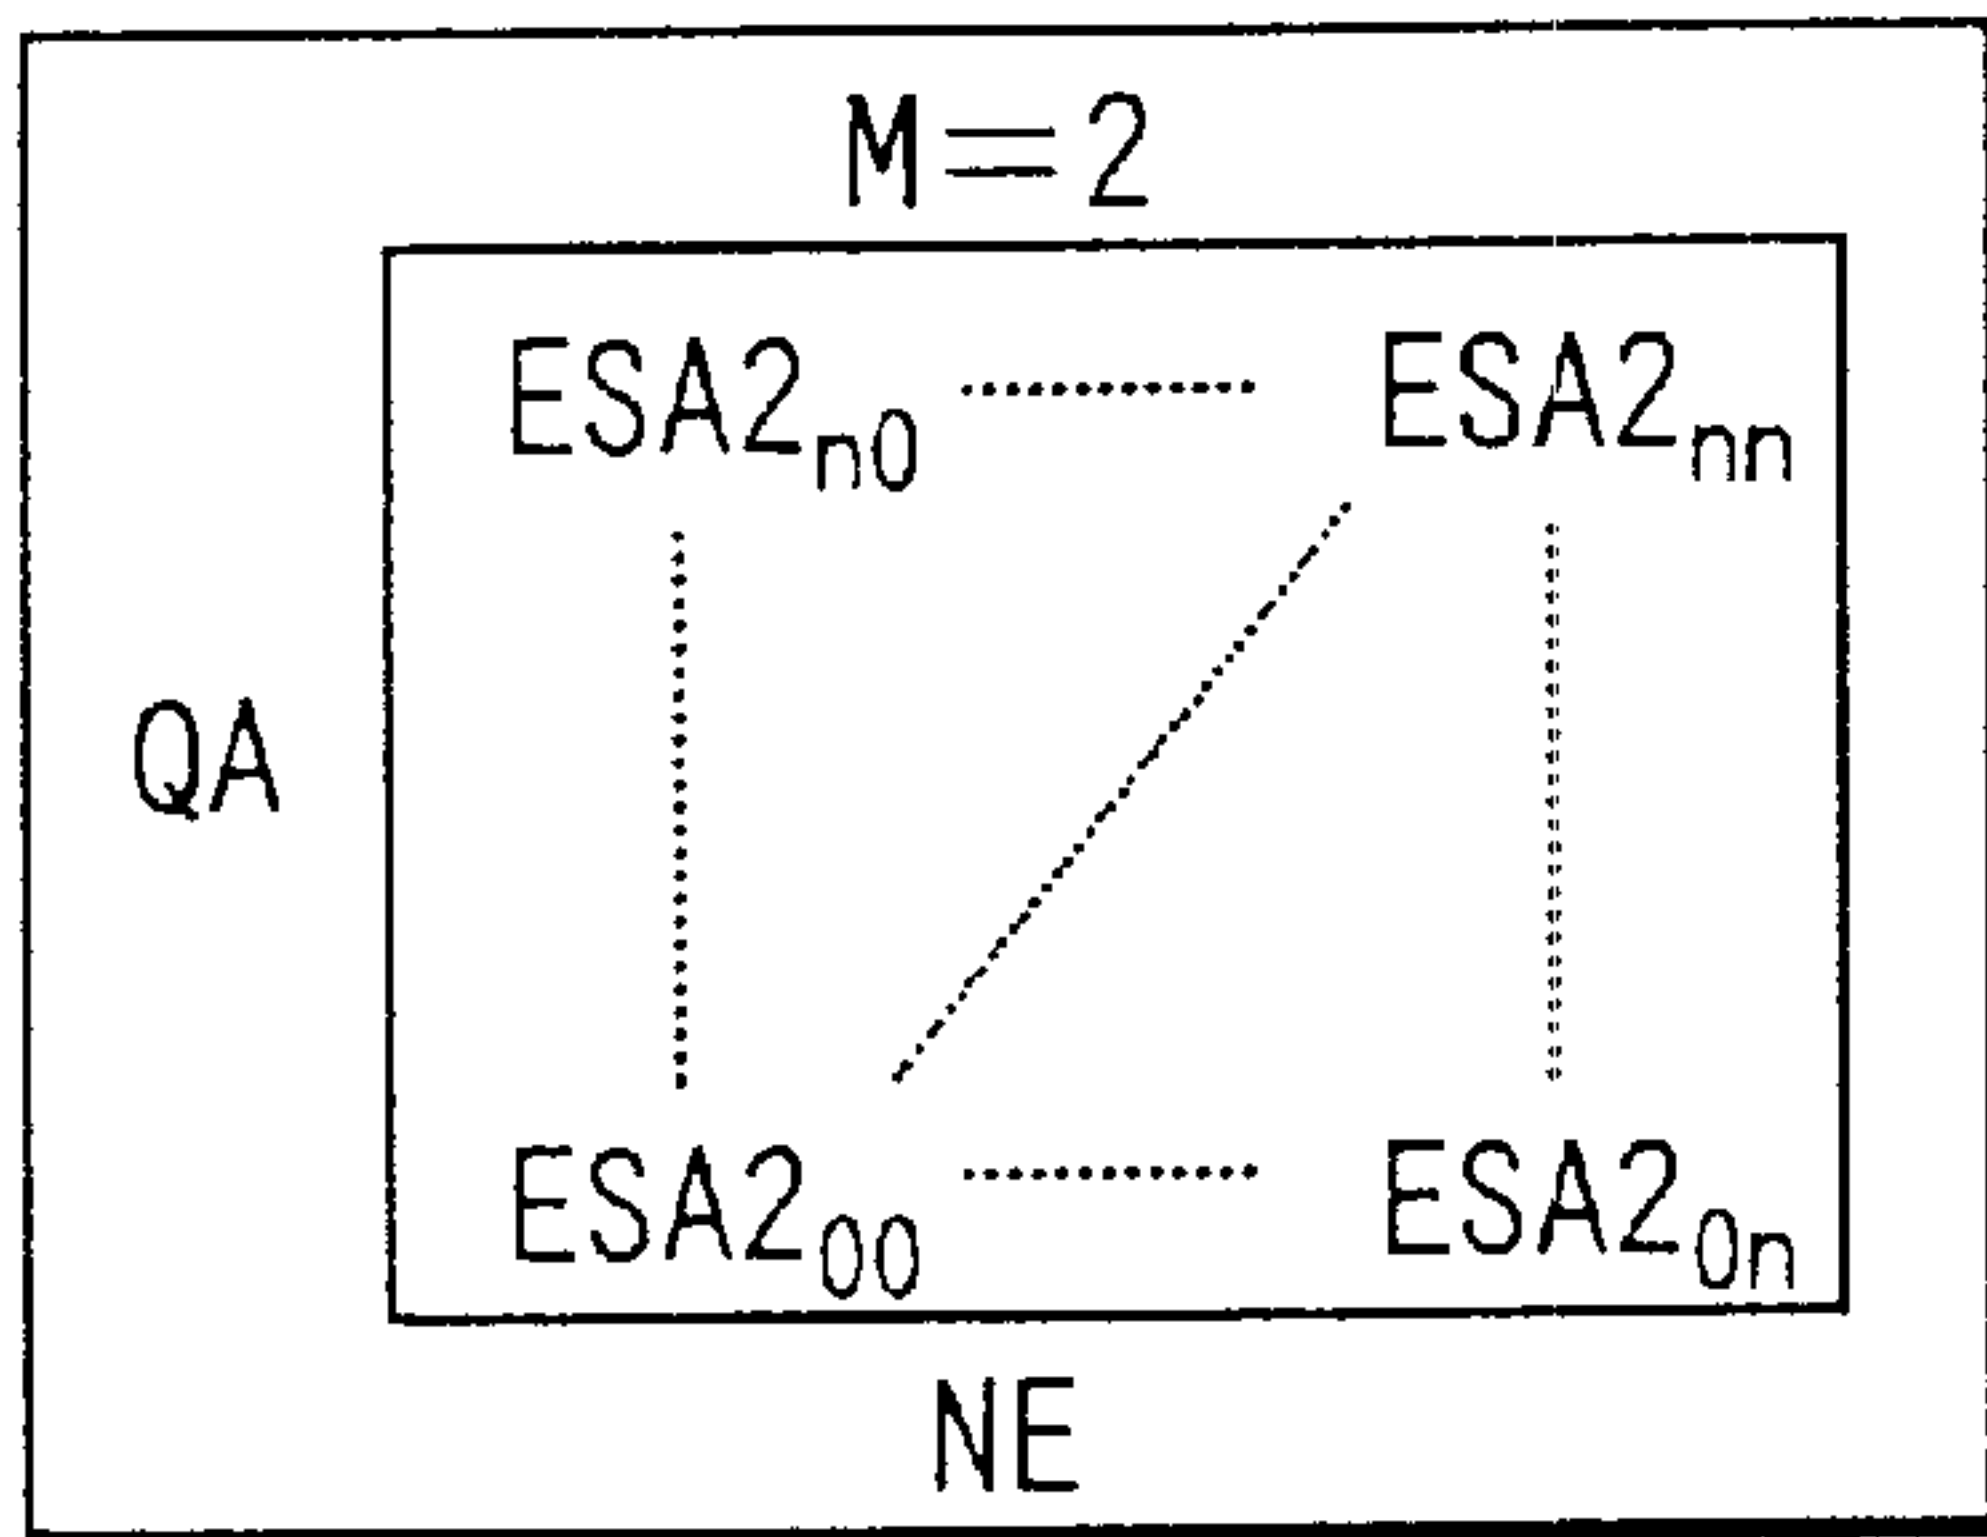 M=2
ESA2n0 ............ ESA2nn
QA
ESA200 ............ ESA20n
NE